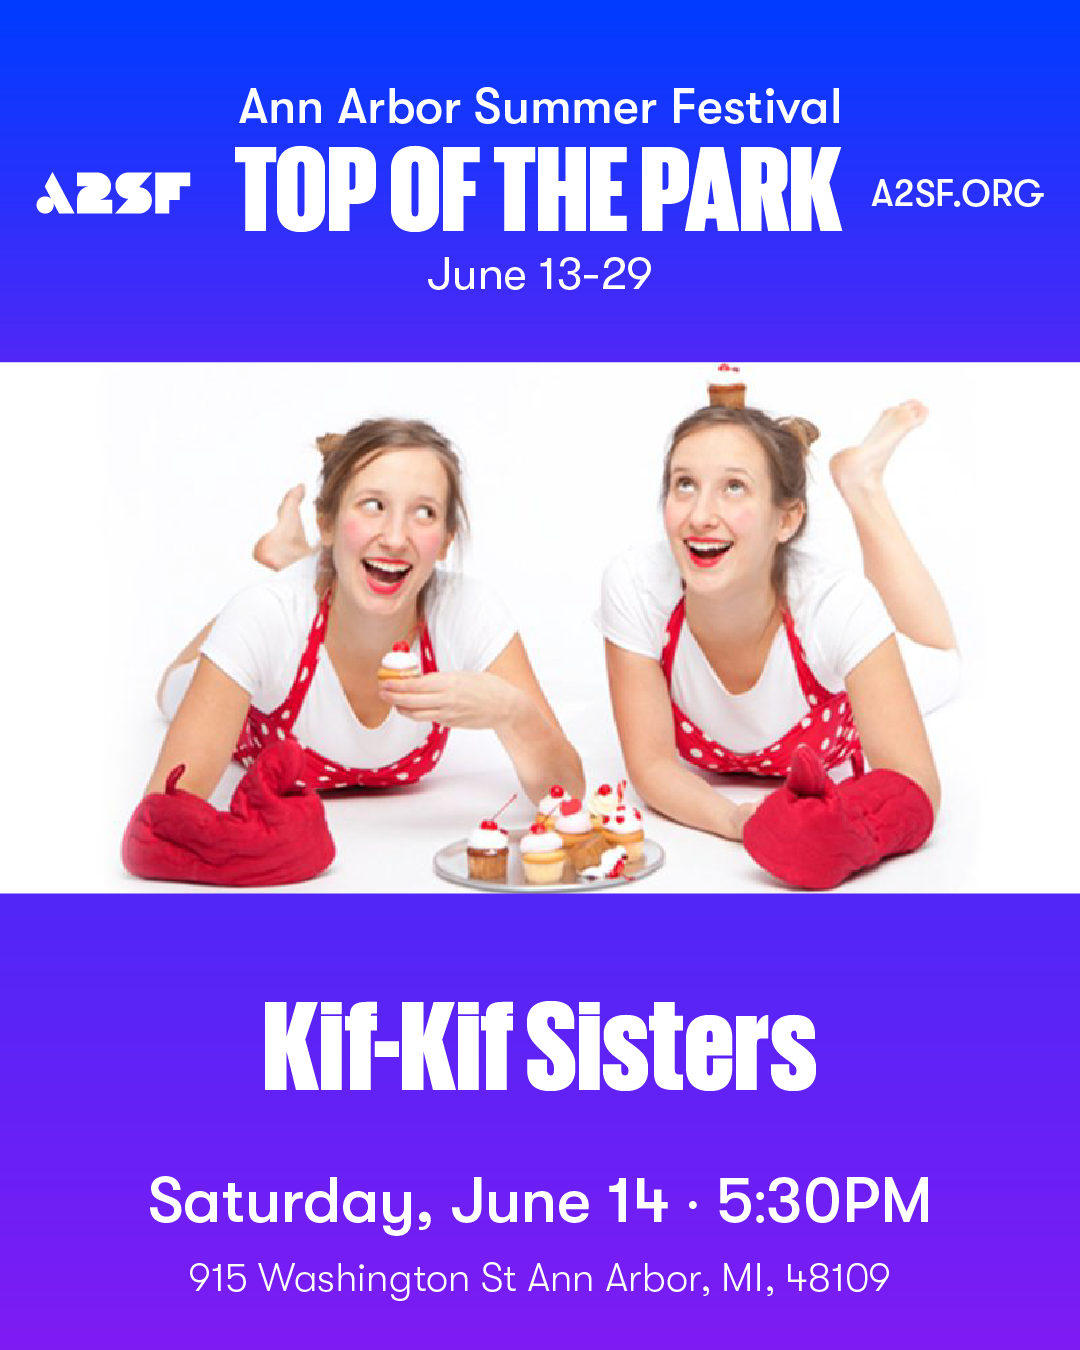 Ann Arbor Summer Festival
A2SF
TOP OF THE PARK
A2SF.ORG
June 13-29
Kif-Kif Sisters
Saturday, June 14 · 5:30PM
915 Washington St Ann Arbor, MI, 48109